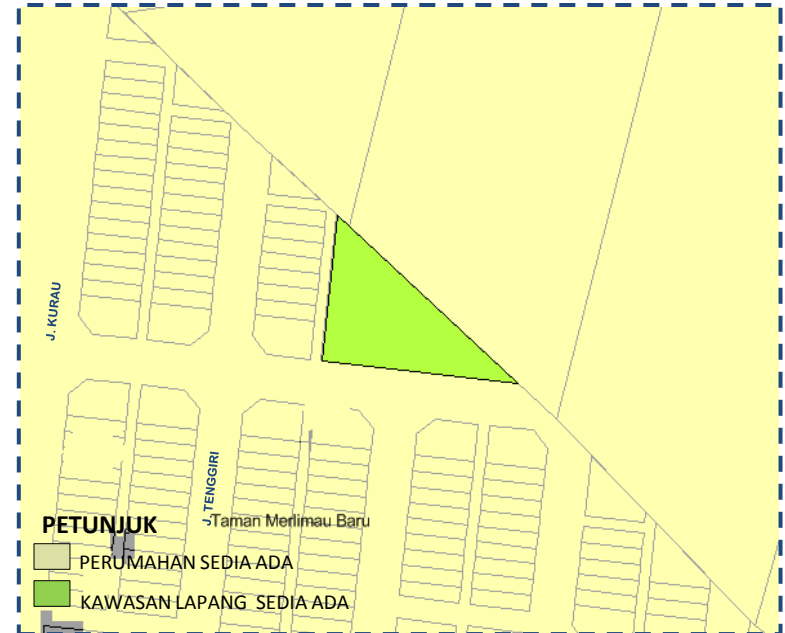 J. KURAU
J. TENGGIRI
Taman Merlimau Baru
PETUNJUK
PERUMAHAN SEDIA ADA
KAWASAN LAPANG SEDIA ADA